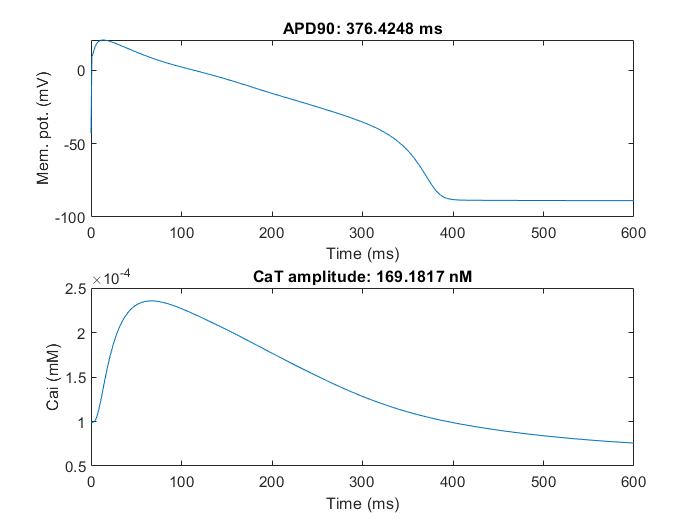 APD90: 376.4248 ms
0
-50
-100
Mem. pot. (mV)
0 100 200 300 400 500 600
Time (ms)
×10⁻⁴
CaT amplitude: 169.1817 nM
2.5
2
1.5
1
0.5
Cai (mM)
0 100 200 300 400 500 600
Time (ms)